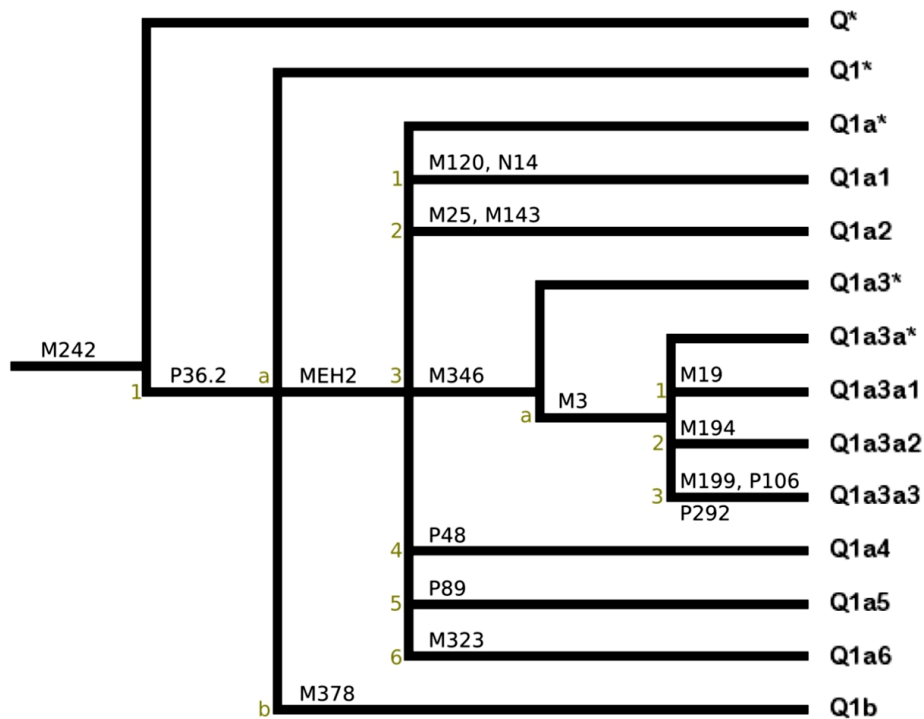 Q*
Q1*
Q1a*
M120, N14
1
Q1a1
M25, M143
2
Q1a2
Q1a3*
Q1a3a*
M242
1
P36.2
a
MEH2
3
M346
a
M3
M19
1
Q1a3a1
M194
2
Q1a3a2
M199, P106
3
Q1a3a3
P292
P48
4
Q1a4
P89
5
Q1a5
M323
6
Q1a6
M378
b
Q1b